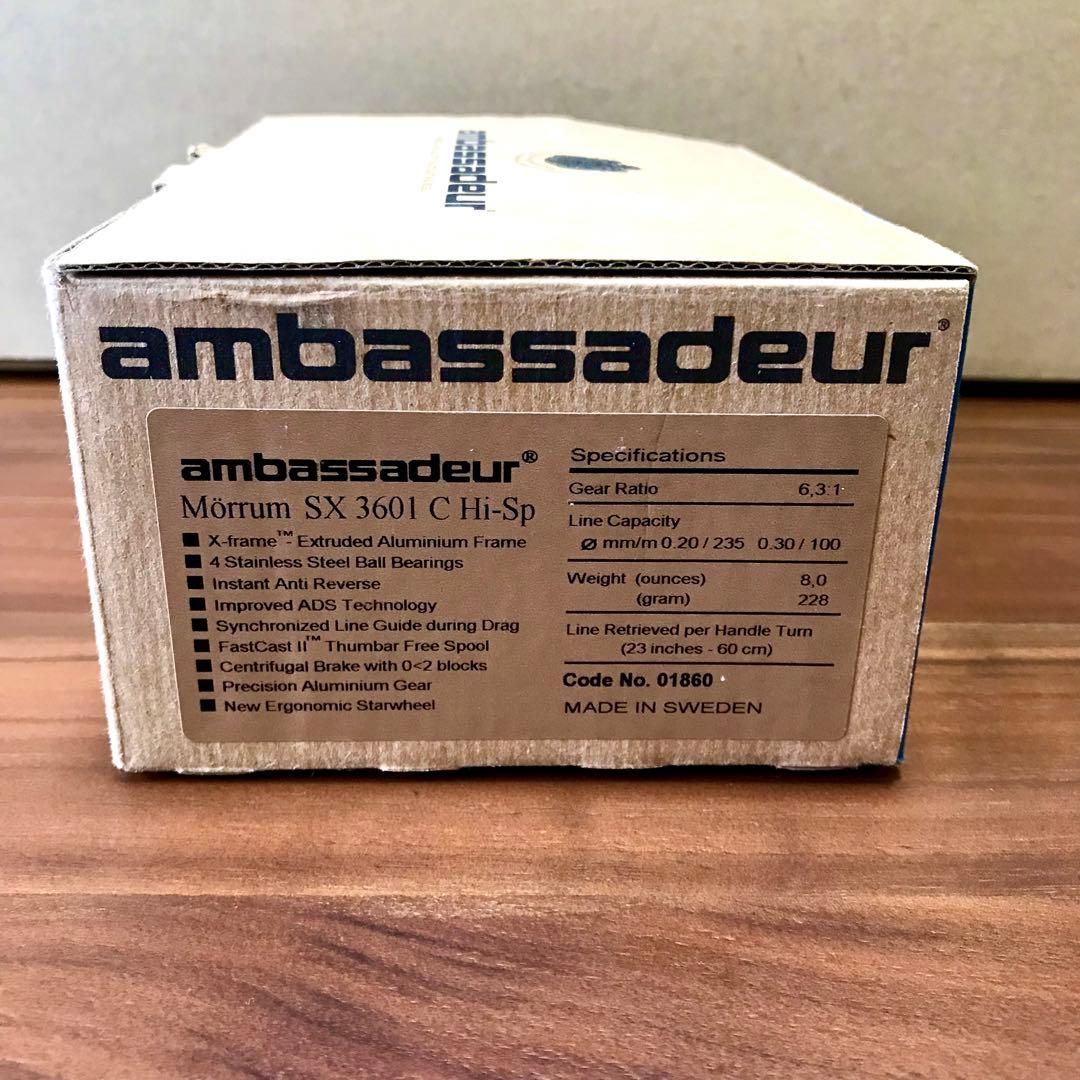 ambassadeur
ambassadeur®
ambassadeur®
Mörrum SX 3601 C Hi-Sp
■ X-frame™- Extruded Aluminium Frame
■ 4 Stainless Steel Ball Bearings
■ Instant Anti Reverse
■ Improved ADS Technology
■ Synchronized Line Guide during Drag
■ FastCast II™ Thumbar Free Spool
■ Centrifugal Brake with 0<2 blocks
■ Precision Aluminium Gear
■ New Ergonomic Starwheel
Specifications
Gear Ratio 6,3:1
Line Capacity
Ø mm/m 0.20 / 235 0.30 / 100
Weight (ounces) 8,0
(gram) 228
Line Retrieved per Handle Turn
(23 inches - 60 cm)
Code No. 01860
MADE IN SWEDEN